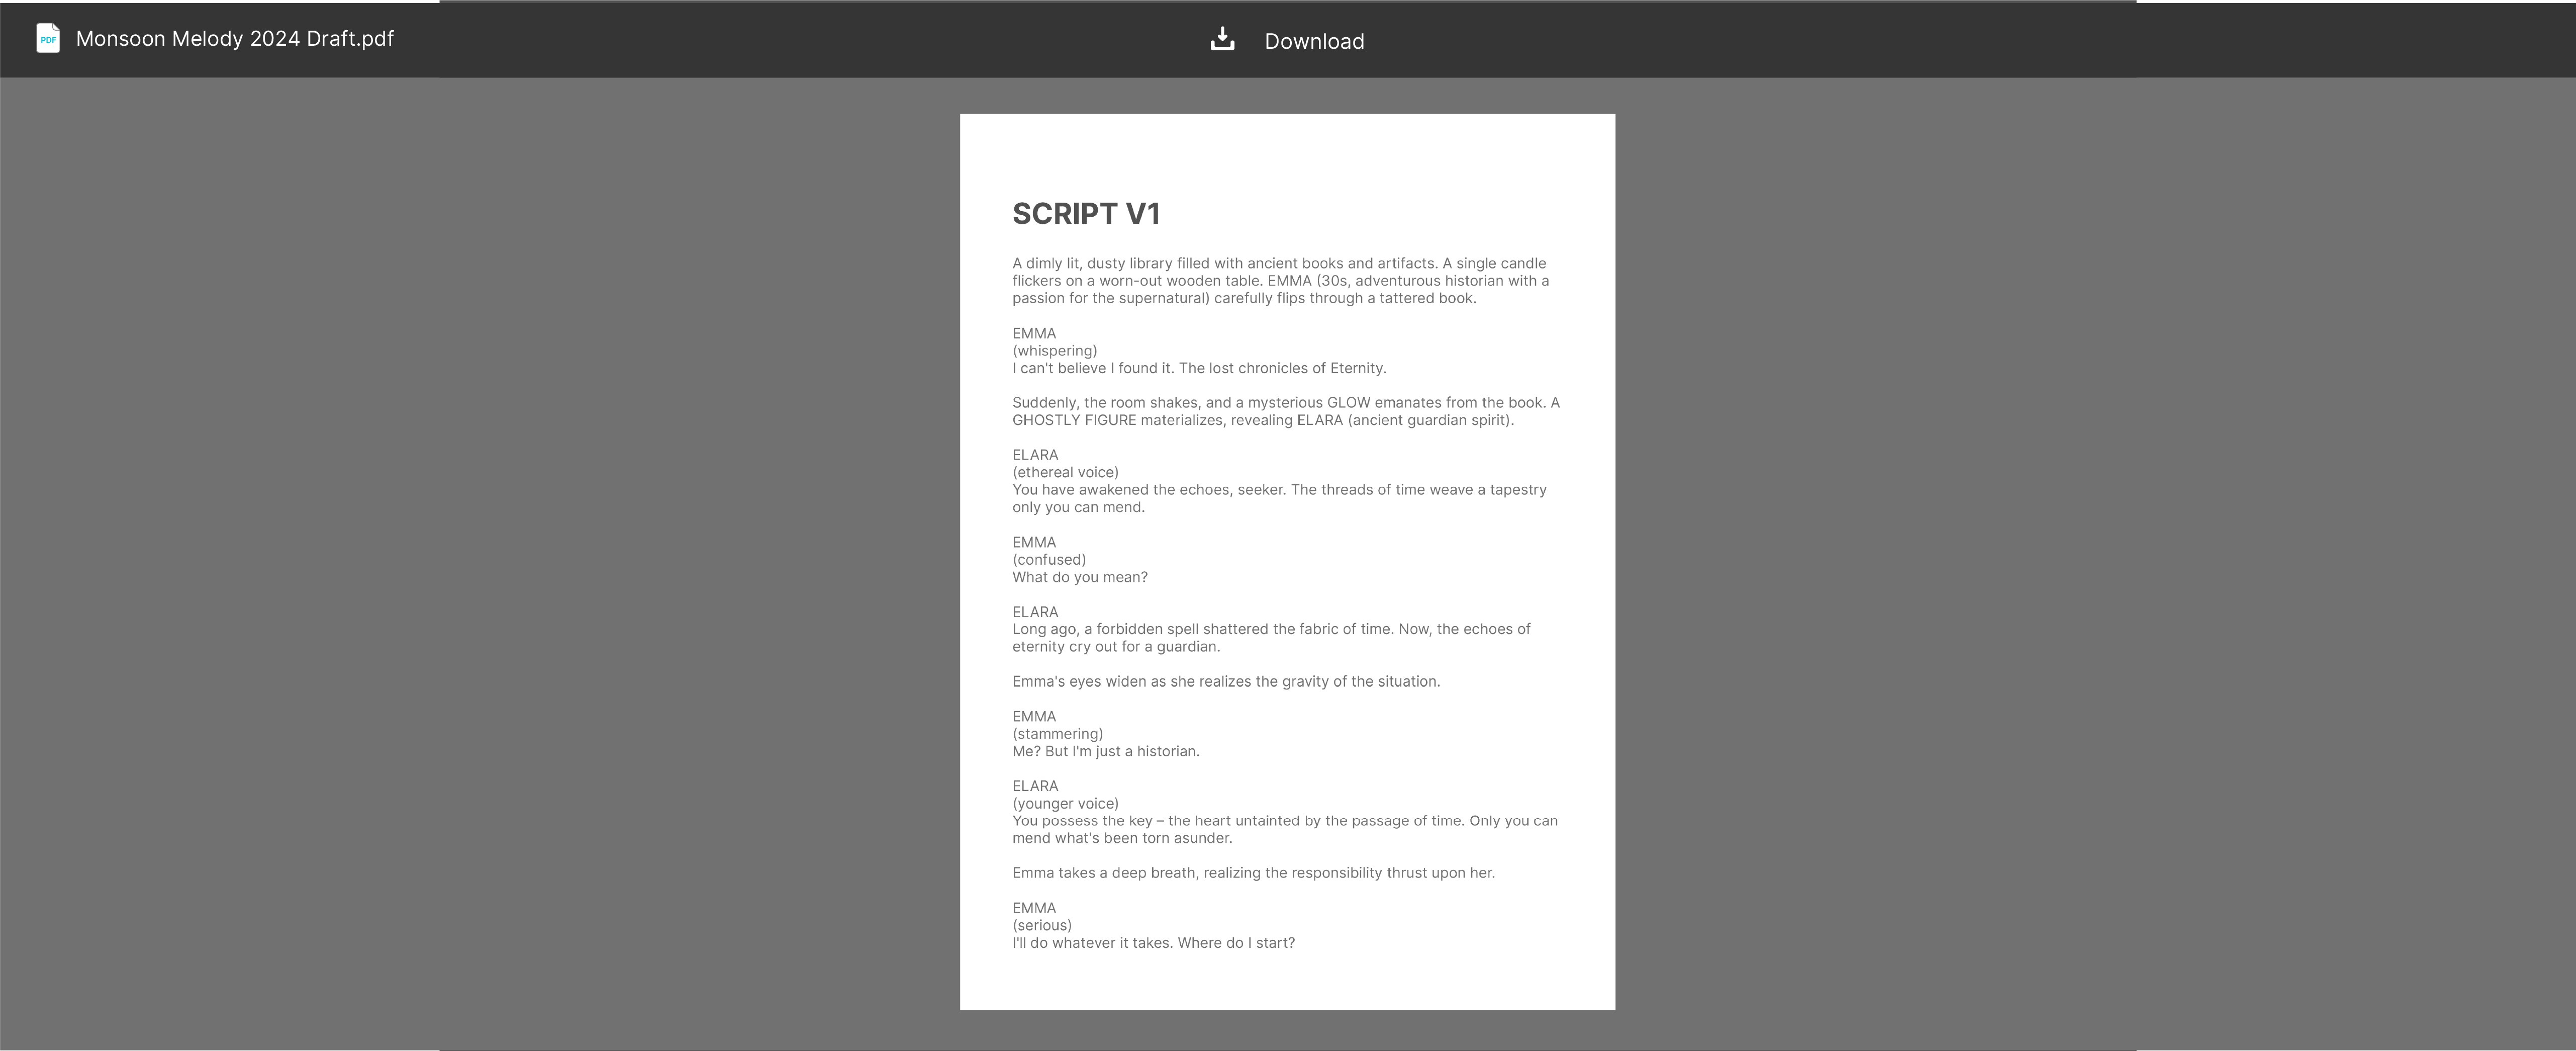 PDF
Monsoon Melody 2024 Draft.pdf
Download
SCRIPT V1
A dimly lit, dusty library filled with ancient books and artifacts. A single candle
flickers on a worn-out wooden table. EMMA (30s, adventurous historian with a
passion for the supernatural) carefully flips through a tattered book.
EMMA
(whispering)
I can't believe I found it. The lost chronicles of Eternity.
Suddenly, the room shakes, and a mysterious GLOW emanates from the book. A
GHOSTLY FIGURE materializes, revealing ELARA (ancient guardian spirit).
ELARA
(ethereal voice)
You have awakened the echoes, seeker. The threads of time weave a tapestry
only you can mend.
EMMA
(confused)
What do you mean?
ELARA
Long ago, a forbidden spell shattered the fabric of time. Now, the echoes of
eternity cry out for a guardian.
Emma's eyes widen as she realizes the gravity of the situation.
EMMA
(stammering)
Me? But I'm just a historian.
ELARA
(younger voice)
You possess the key – the heart untainted by the passage of time. Only you can
mend what's been torn asunder.
Emma takes a deep breath, realizing the responsibility thrust upon her.
EMMA
(serious)
I'll do whatever it takes. Where do I start?